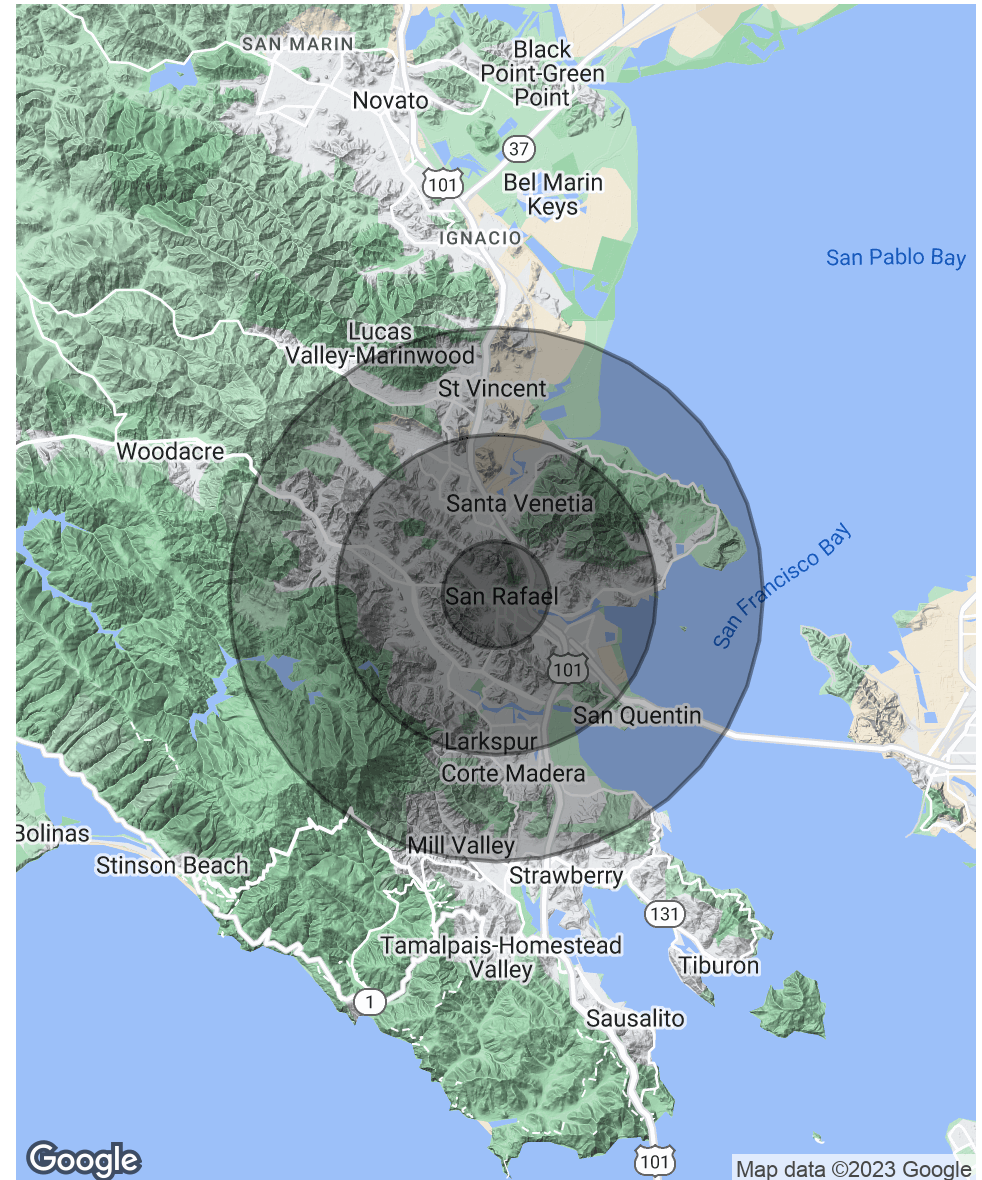 SAN MARIN
Black
Point-Green
Point
Novato
37
101
Bel Marin
Keys
IGNACIO
San Pablo Bay
Lucas
Valley-Marinwood
St Vincent
Woodacre
Santa Venetia
San Francisco Bay
San Rafael
101
San Quentin
Larkspur
Corte Madera
Bolinas
Mill Valley
Stinson Beach
Strawberry
131
Tamalpais-Homestead
Valley
Tiburon
1
Sausalito
Google
101
Map data ©2023 Google